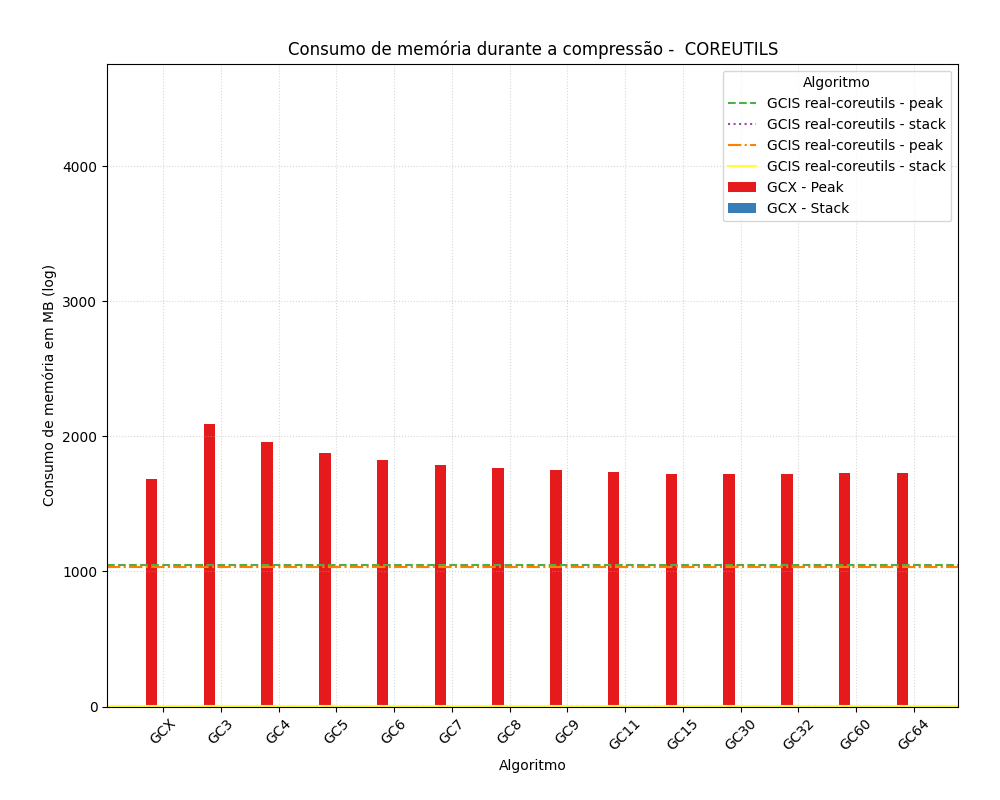 Consumo de memória durante a compressão -  COREUTILS
Algoritmo
GCIS real-coreutils - peak
GCIS real-coreutils - stack
GCIS real-coreutils - peak
GCIS real-coreutils - stack
GCX - Peak
GCX - Stack
Consumo de memória em MB (log)
4000
3000
2000
1000
0
GCX
GC3
GC4
GC5
GC6
GC7
GC8
GC9
GC11
GC15
GC30
GC32
GC60
GC64
Algoritmo